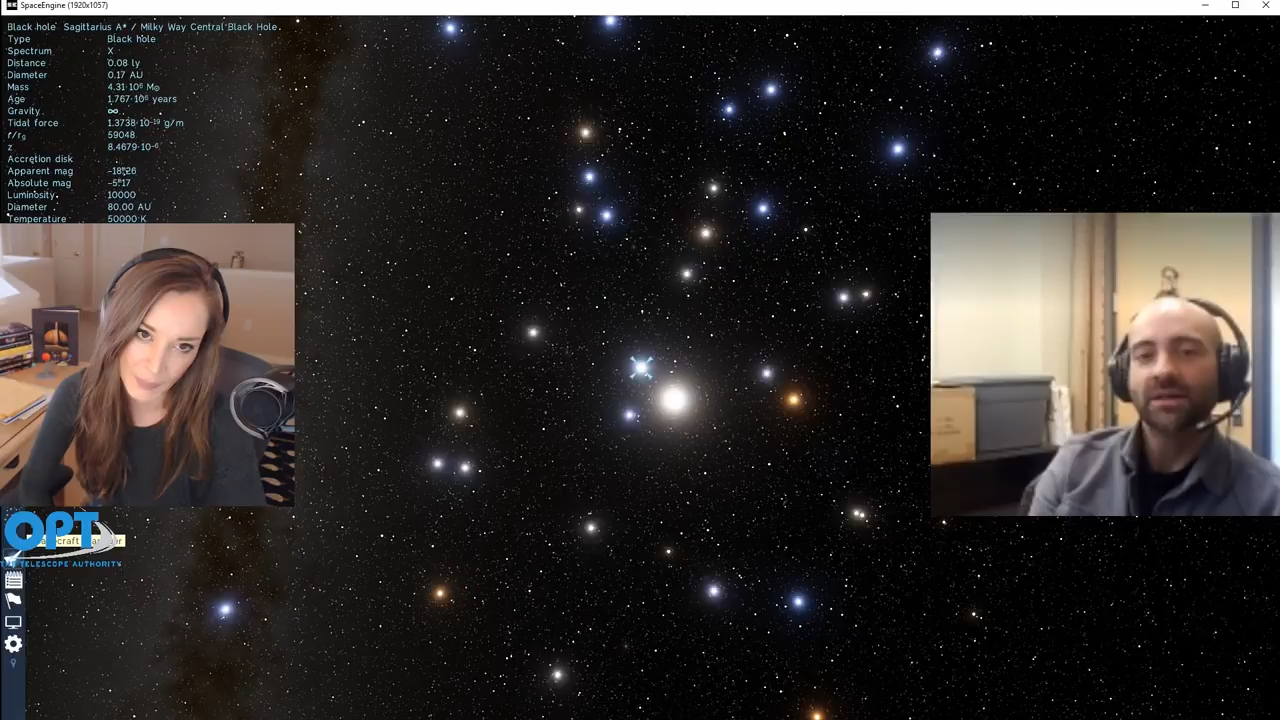 SpaceEngine (1920x1057)
Black hole Sagittarius A* / Milky Way Central Black Hole
Type Black hole
Spectrum X
Distance 0.08 ly
Diameter 0.17 AU
Mass 4.31·10⁶ M☉
Age 1.767·10⁶ years
Gravity ∞
Tidal force 1.3738·10⁻¹⁹ g/m
r/rg 59048
z 8.4679·10⁻⁶
Accretion disk
Apparent mag -18.26
Absolute mag -5.17
Luminosity 10000
Diameter 80.00 AU
Temperature 50000 K
OPT
TELESCOPE AUTHORITY